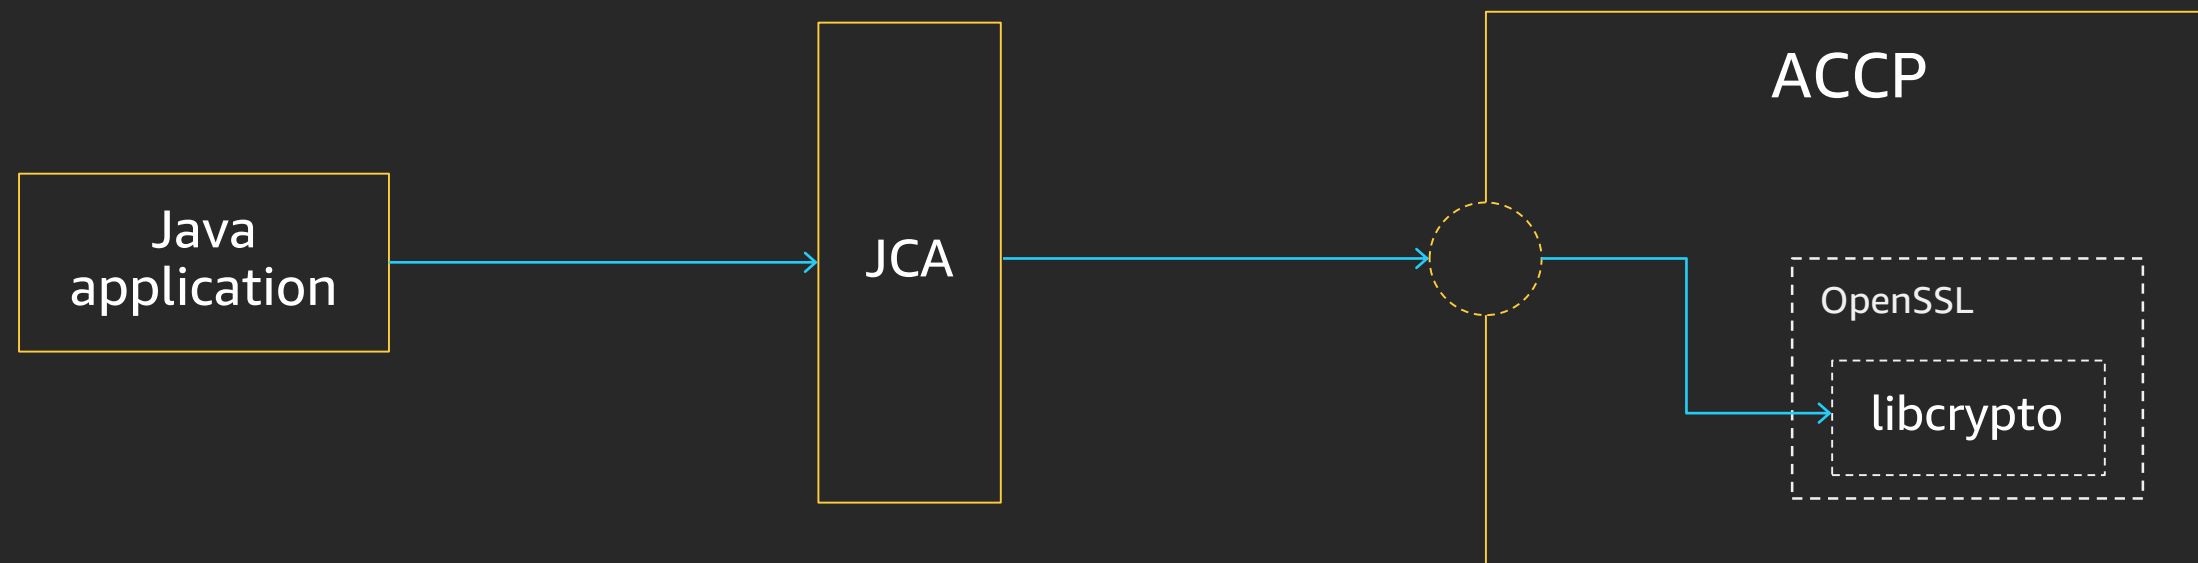 Java
application
JCA
ACCP
OpenSSL
libcrypto